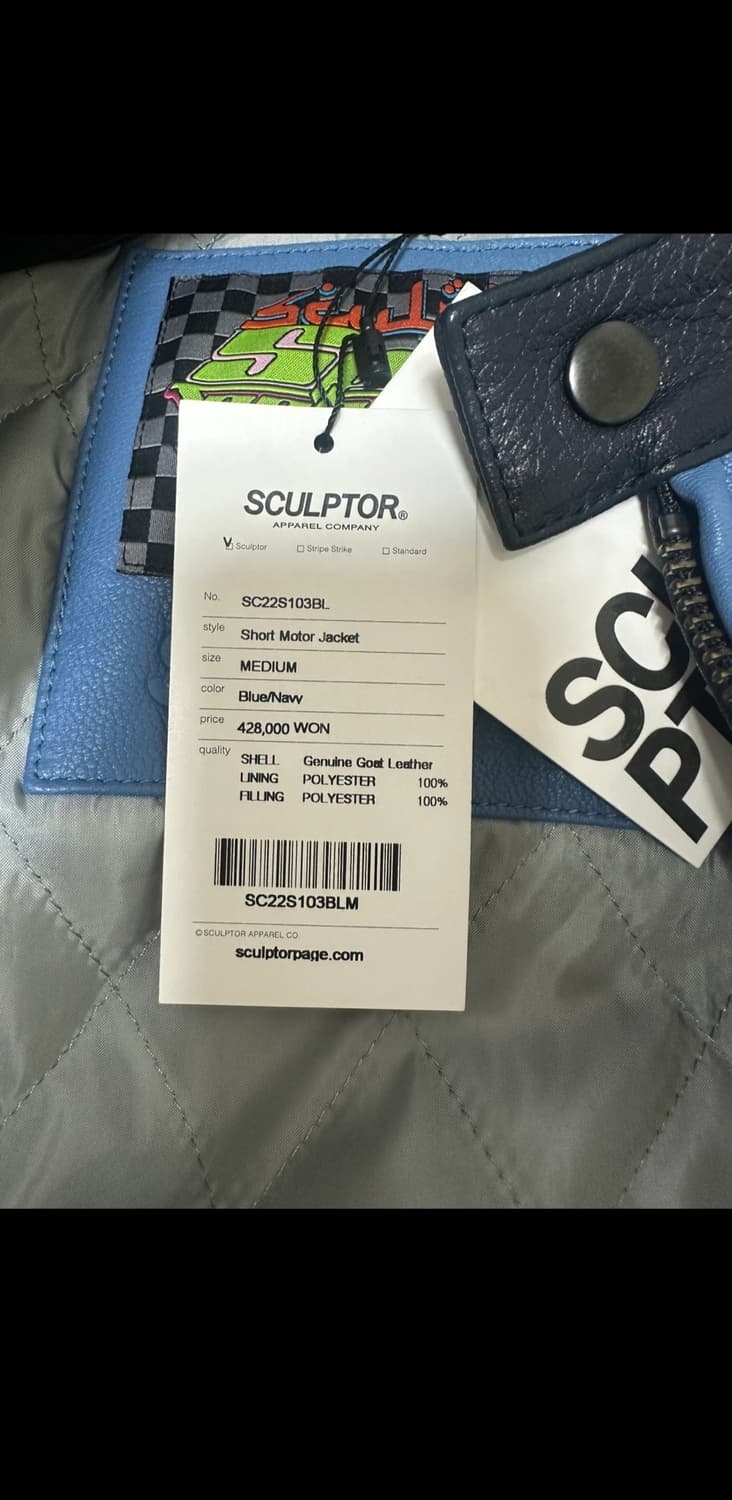 SCULPTOR®
APPAREL COMPANY
V Sculptor □ Stripe Strike □ Standard
No. SC22S103BL
style Short Motor Jacket
size MEDIUM
color Blue/Navy
price 428,000 WON
quality SHELL Genuine Goat Leather
LINING POLYESTER 100%
FILLING POLYESTER 100%
SC22S103BLM
© SCULPTOR APPAREL CO.
sculptorpage.com
SCU
PT